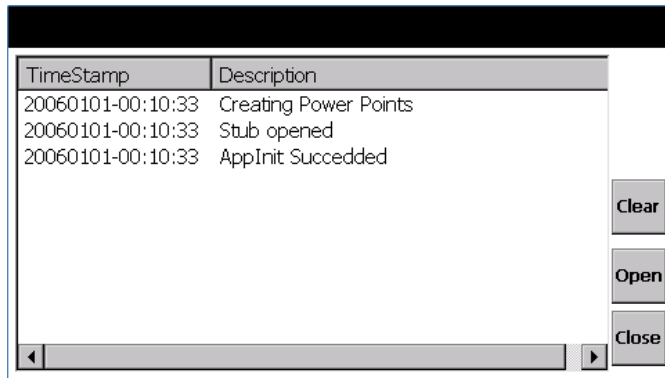 TimeStamp Description
20060101-00:10:33 Creating Power Points
20060101-00:10:33 Stub opened
20060101-00:10:33 AppInit Succedded
Clear
Open
Close